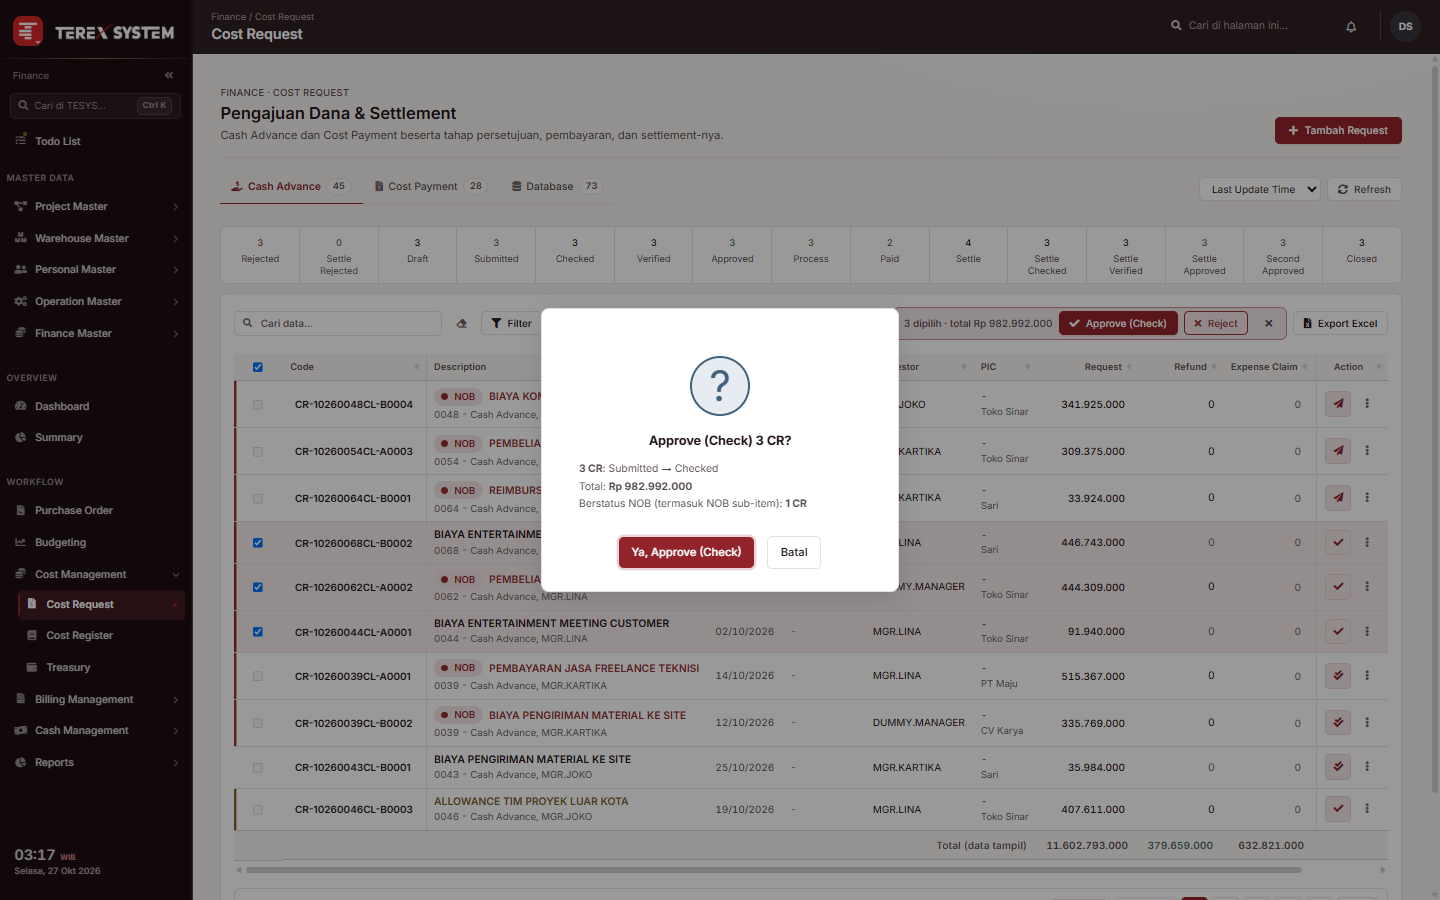 TEREX SYSTEM
Finance
Cari di TESYS...
Ctrl K
Todo List
MASTER DATA
Project Master
Warehouse Master
Personal Master
Operation Master
Finance Master
OVERVIEW
Dashboard
Summary
WORKFLOW
Purchase Order
Budgeting
Cost Management
Cost Request
Cost Register
Treasury
Billing Management
Cash Management
Reports
03:17 WIB
Selasa, 27 Okt 2026
Finance / Cost Request
Cost Request
Cari di halaman ini...
DS
FINANCE · COST REQUEST
Pengajuan Dana & Settlement
Cash Advance dan Cost Payment beserta tahap persetujuan, pembayaran, dan settlement-nya.
Tambah Request
Cash Advance 45
Cost Payment 28
Database 73
Last Update Time
Refresh
3 Rejected
0 Settle Rejected
3 Draft
3 Submitted
3 Checked
3 Verified
3 Approved
3 Process
2 Paid
4 Settle
3 Settle Checked
3 Settle Verified
3 Settle Approved
3 Second Approved
3 Closed
Cari data...
Filter
3 dipilih · total Rp 982.992.000
Approve (Check)
Reject
Export Excel
Code Description estor PIC Request Refund Expense Claim Action
CR-10260048CL-B0004 NOB BIAYA KOM JOKO - 341.925.000 0 0
0048 - Cash Advance, Toko Sinar
CR-10260054CL-A0003 NOB PEMBELIA KARTIKA - 309.375.000 0 0
0054 - Cash Advance, Toko Sinar
CR-10260064CL-B0001 NOB REIMBURS KARTIKA - 33.924.000 0 0
0064 - Cash Advance, Sari
CR-10260068CL-B0002 BIAYA ENTERTAINME LINA - 446.743.000 0 0
0068 - Cash Advance, Sari
CR-10260062CL-A0002 NOB PEMBELIA MY.MANAGER - 444.309.000 0 0
0062 - Cash Advance, MGR.LINA Toko Sinar
CR-10260044CL-A0001 BIAYA ENTERTAINMENT MEETING CUSTOMER 02/10/2026 - MGR.LINA - 91.940.000 0 0
0044 - Cash Advance, MGR.LINA Toko Sinar
CR-10260039CL-A0001 NOB PEMBAYARAN JASA FREELANCE TEKNISI 14/10/2026 - MGR.LINA - 515.367.000 0 0
0039 - Cash Advance, MGR.KARTIKA PT Maju
CR-10260039CL-B0002 NOB BIAYA PENGIRIMAN MATERIAL KE SITE 12/10/2026 - DUMMY.MANAGER - 335.769.000 0 0
0039 - Cash Advance, MGR.KARTIKA CV Karya
CR-10260043CL-B0001 BIAYA PENGIRIMAN MATERIAL KE SITE 25/10/2026 - MGR.KARTIKA - 35.984.000 0 0
0043 - Cash Advance, MGR.JOKO Sari
CR-10260046CL-B0003 ALLOWANCE TIM PROYEK LUAR KOTA 19/10/2026 - MGR.LINA - 407.611.000 0 0
0046 - Cash Advance, MGR.JOKO Toko Sinar
Total (data tampil) 11.602.793.000 379.659.000 632.821.000
?
Approve (Check) 3 CR?
3 CR: Submitted → Checked
Total: Rp 982.992.000
Berstatus NOB (termasuk NOB sub-item): 1 CR
Ya, Approve (Check)
Batal